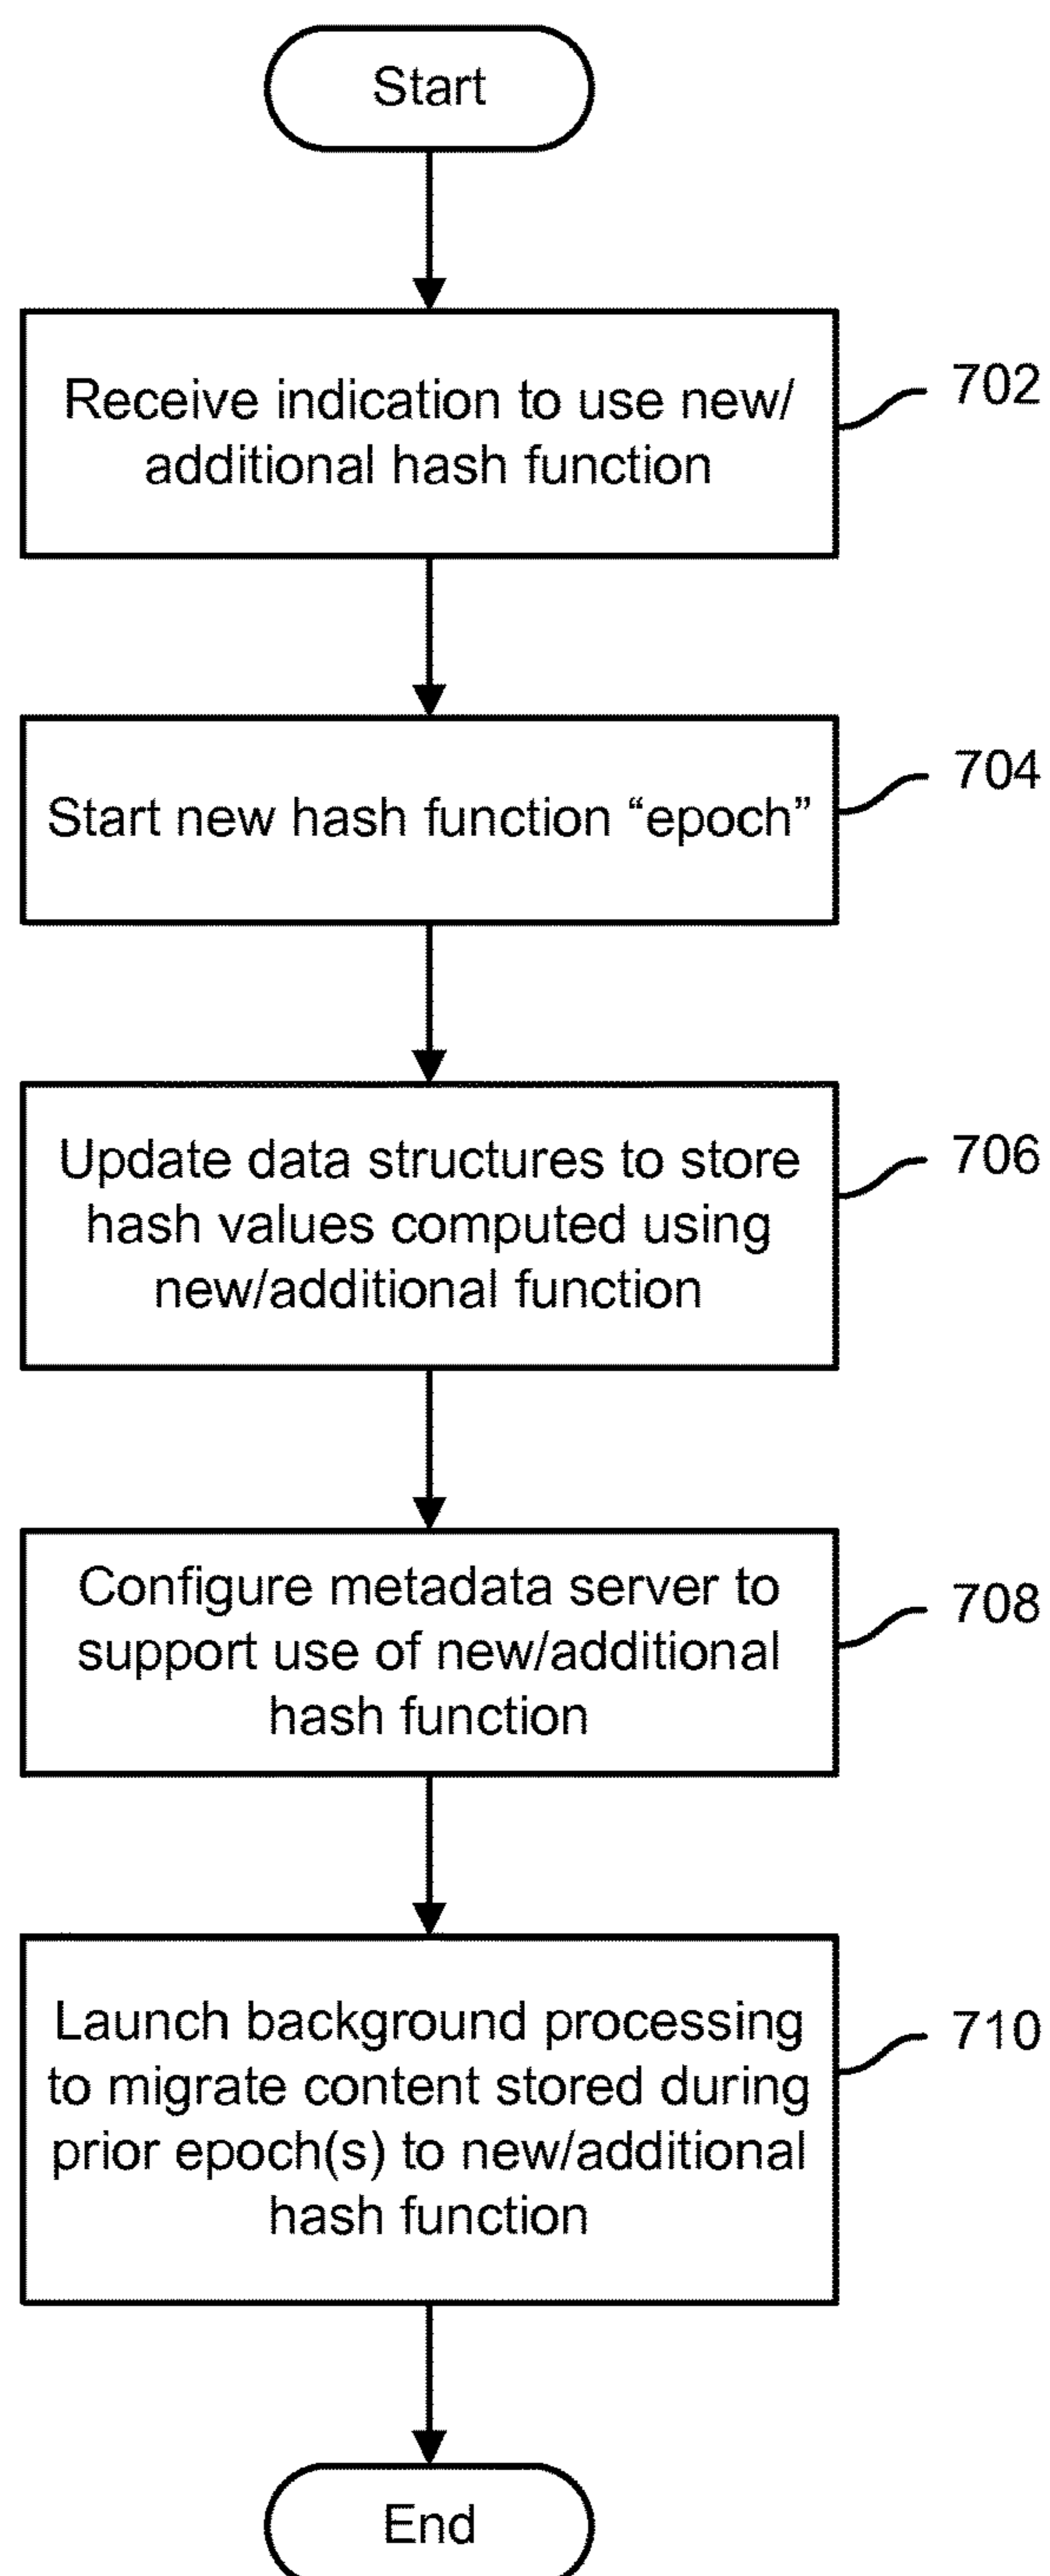 Start
Receive indication to use new/
additional hash function
702
Start new hash function “epoch”
704
Update data structures to store
hash values computed using
new/additional function
706
Configure metadata server to
support use of new/additional
hash function
708
Launch background processing
to migrate content stored during
prior epoch(s) to new/additional
hash function
710
End